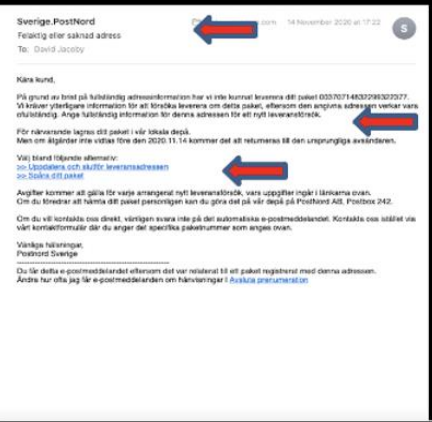 Sverige.PostNord
.com 14 November 2020 at 17:22
S
Felaktig eller saknad adress
To: David Jacoby
Kära kund,
På grund av brist på fullständig adressinformation har vi inte kunnat leverera ditt paket
Vi kräver ytterligare information för att försöka leverera om detta paket, eftersom den angivna adressen verkar vara
ofullständig. Ange fullständig information för denna adressen för ett nytt leveransförsök.
För närvarande lagras ditt paket i vår lokala depå.
Men om åtgärder inte vidtas före den 2020.11.14 kommer det att returneras till den ursprungliga avsändaren.
Välj bland följande alternativ:
>> Uppdatera och slutför leveransadressen
>> Spåra ditt paket
Avgifter kommer att gälla för varje arrangerat nytt leveransförsök, vars uppgifter ingår i länkarna ovan.
Om du föredrar att hämta ditt paket personligen kan du göra det på vår depå på PostNord AB, Postbox 242.
Om du vill kontakta oss direkt, vänligen svara inte på det automatiska e-postmeddelandet. Kontakta oss istället via
vårt kontaktformulär där du anger det specifika paketnummer som anges ovan.
Vänliga hälsningar,
Postnord Sverige
Du får detta e-postmeddelande eftersom det var relaterat till ett paket registrerat med denna adressen.
Ändra hur ofta jag får e-postmeddelanden om hänvisningar I Avsluta prenumeration